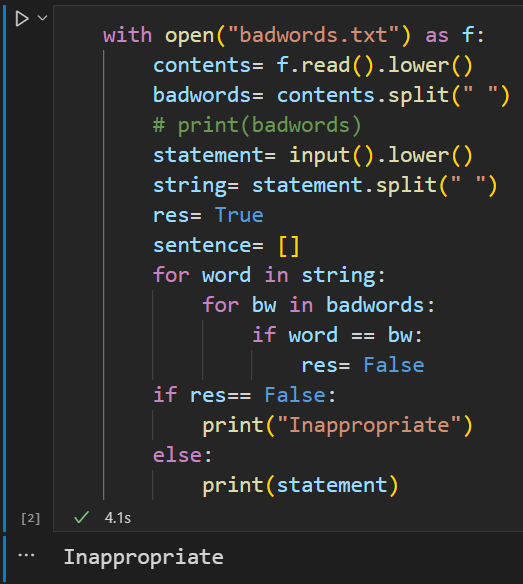 with open("badwords.txt") as f:
    contents= f.read().lower()
    badwords= contents.split(" ")
    # print(badwords)
    statement= input().lower()
    string= statement.split(" ")
    res= True
    sentence= []
    for word in string:
        for bw in badwords:
            if word == bw:
                res= False
    if res== False:
        print("Inappropriate")
    else:
        print(statement)
[2] 4.1s
... Inappropriate